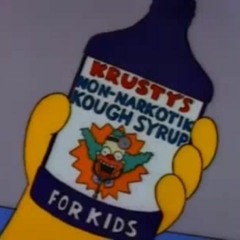 KRUSTY'S
NON-NARKOTIK
KOUGH SYRUP
FOR KIDS